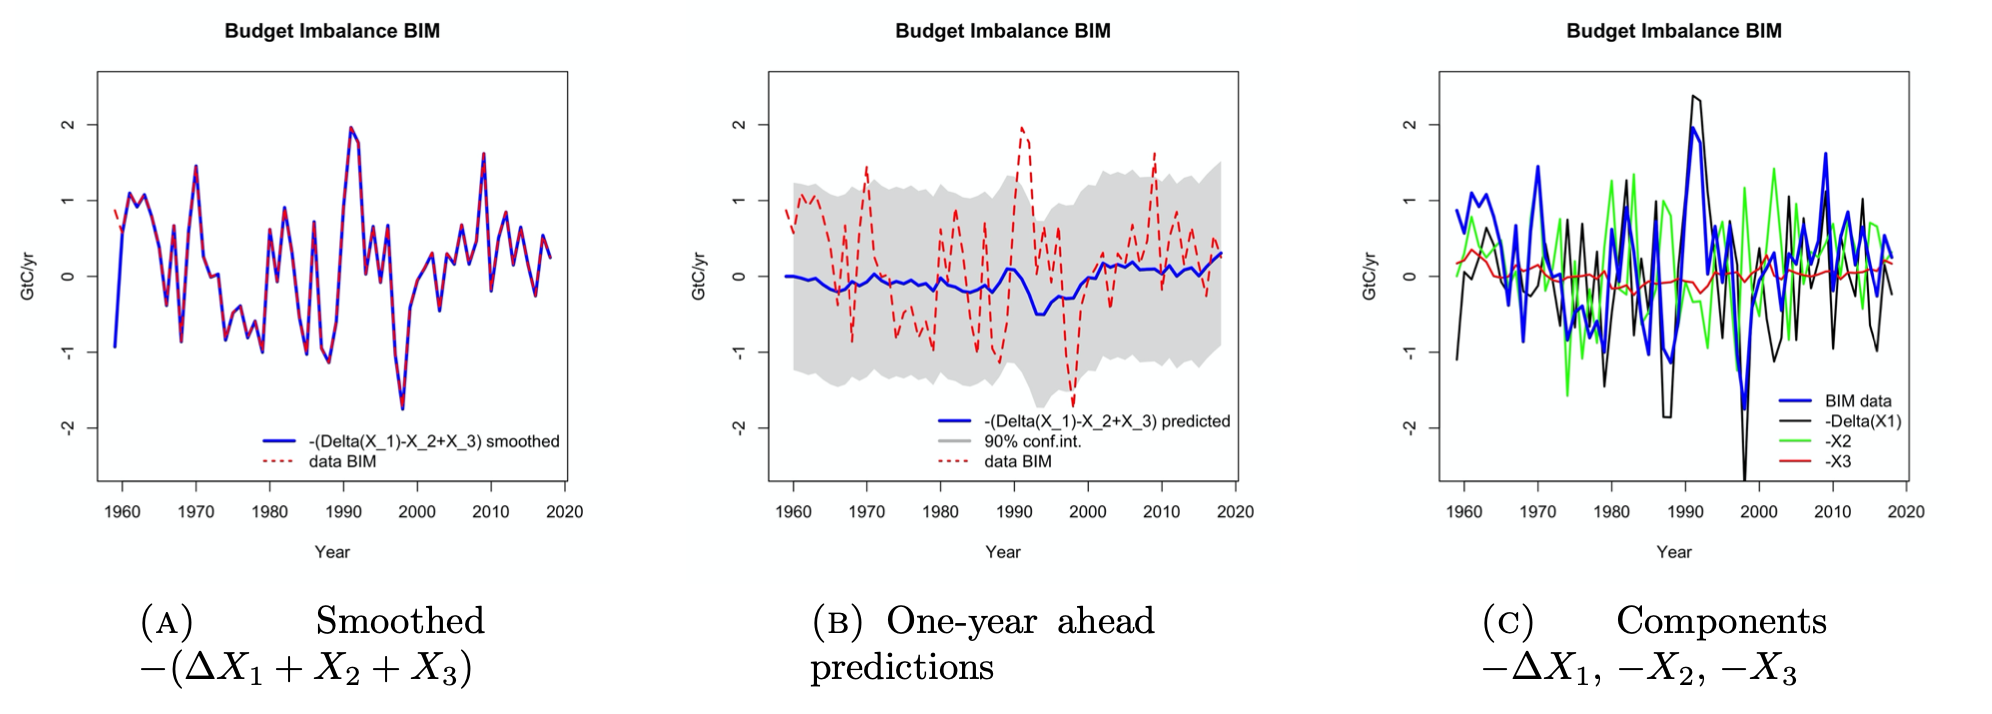 Budget Imbalance BIM
GtC/yr
2
1
0
-1
-2
-(Delta(X_1)-X_2+X_3) smoothed
data BIM
1960 1970 1980 1990 2000 2010 2020
Year
(A) Smoothed
−(ΔX₁ + X₂ + X₃)
Budget Imbalance BIM
GtC/yr
2
1
0
-1
-2
-(Delta(X_1)-X_2+X_3) predicted
90% conf.int.
data BIM
1960 1970 1980 1990 2000 2010 2020
Year
(B) One-year ahead
predictions
Budget Imbalance BIM
GtC/yr
2
1
0
-1
-2
BIM data
-Delta(X1)
-X2
-X3
1960 1970 1980 1990 2000 2010 2020
Year
(C) Components
−ΔX₁, −X₂, −X₃